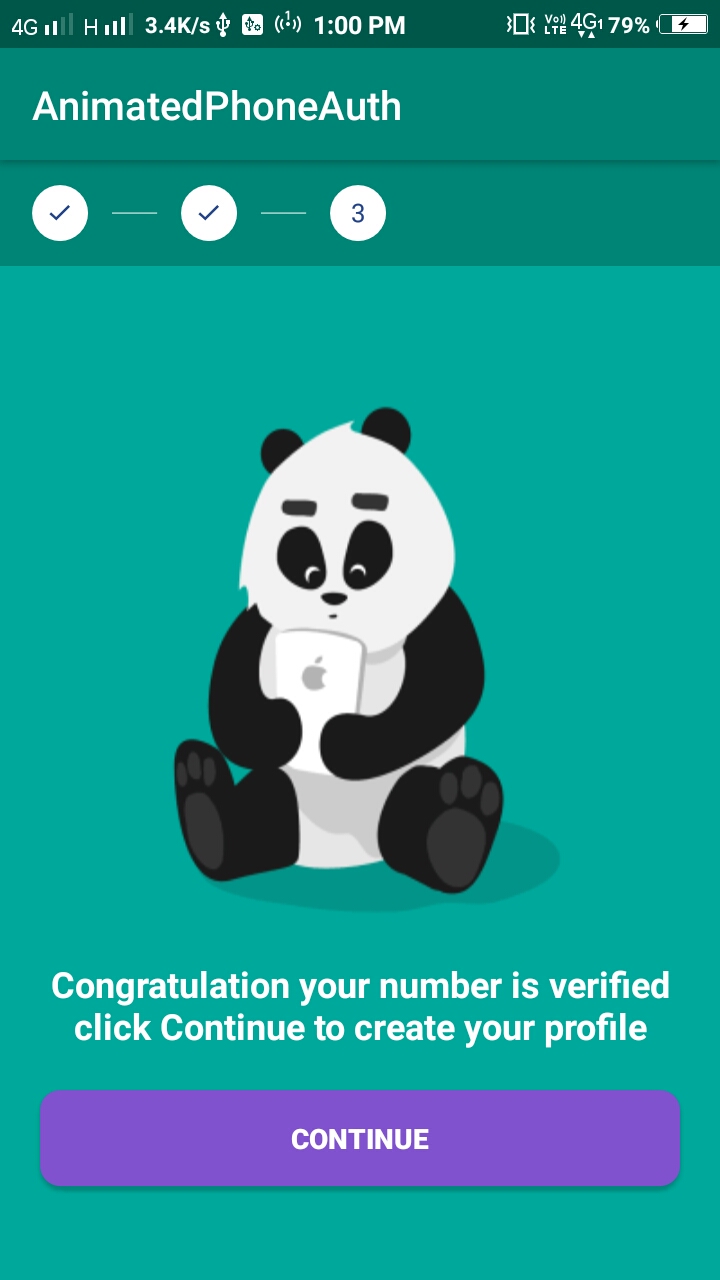 4G H 3.4K/s 1 1:00 PM Vo)) LTE 4G1 79%
AnimatedPhoneAuth
3
Congratulation your number is verified
click Continue to create your profile
CONTINUE